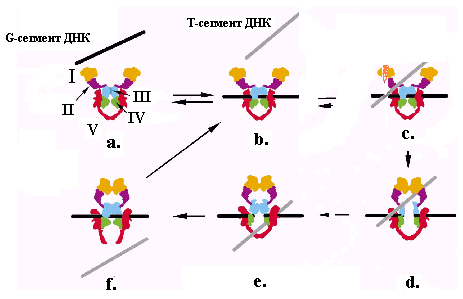 T-сегмент ДНК
G-сегмент ДНК
I
II
III
IV
V
a.
b.
c.
f.
e.
d.